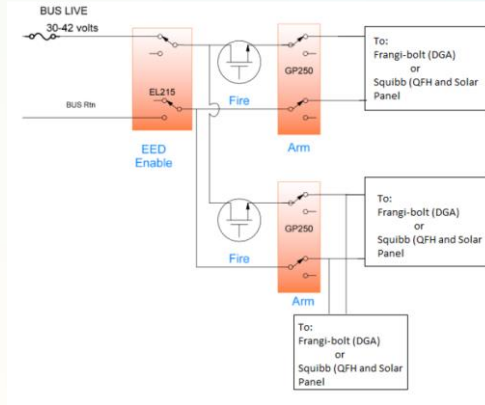 BUS LIVE
30-42 volts
BUS Rtn
EL215
EED
Enable
Fire
GP250
Arm
To:
Frangi-bolt (DGA)
or
Squibb (QFH and Solar
Panel
Fire
GP250
Arm
To:
Frangi-bolt (DGA)
or
Squibb (QFH and Solar
Panel
To:
Frangi-bolt (DGA)
or
Squibb (QFH and Solar
Panel